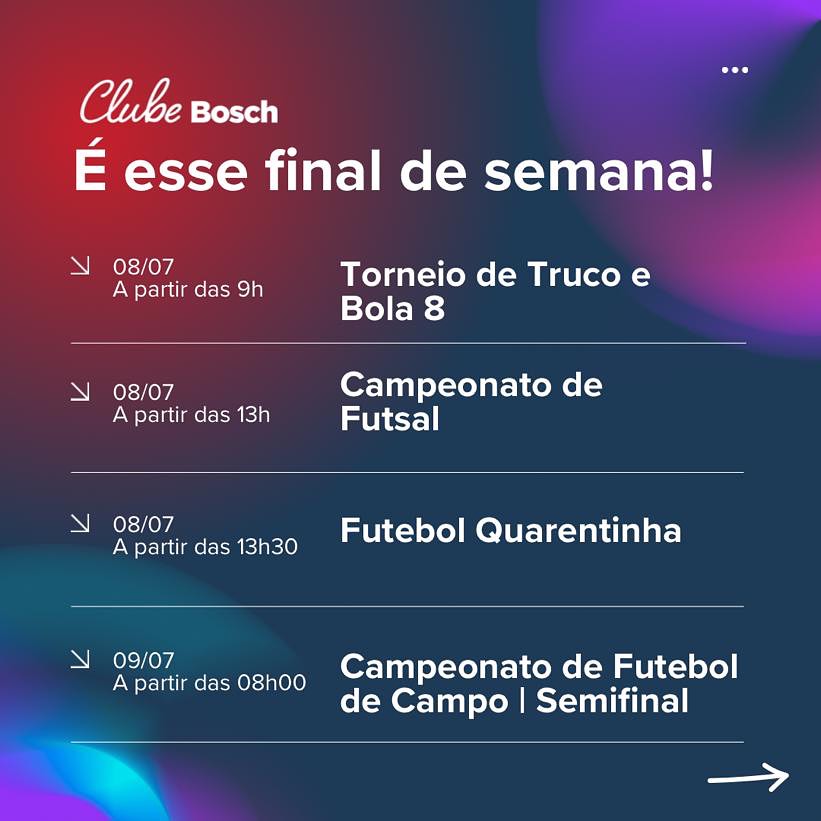 Clube Bosch
É esse final de semana!
08/07
A partir das 9h
Torneio de Truco e
Bola 8
08/07
A partir das 13h
Campeonato de
Futsal
08/07
A partir das 13h30
Futebol Quarentinha
09/07
A partir das 08h00
Campeonato de Futebol
de Campo | Semifinal